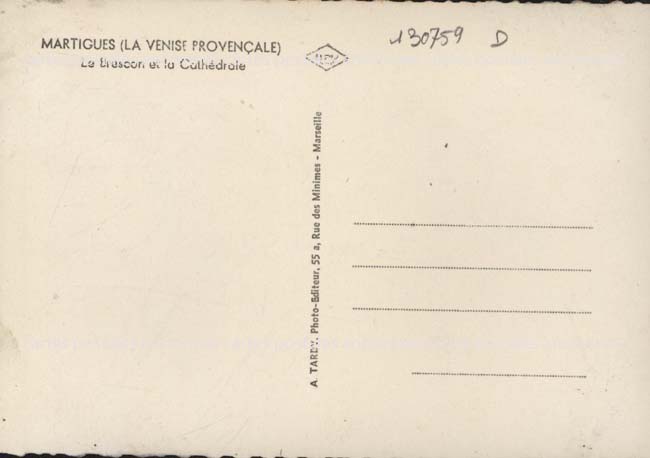 MARTIGUES (LA VENISE PROVENÇALE)
Le Brescon et la Cathédrale
130759 D
A. TARDY, Photo-Editeur, 55 a, Rue des Minimes - Marseille